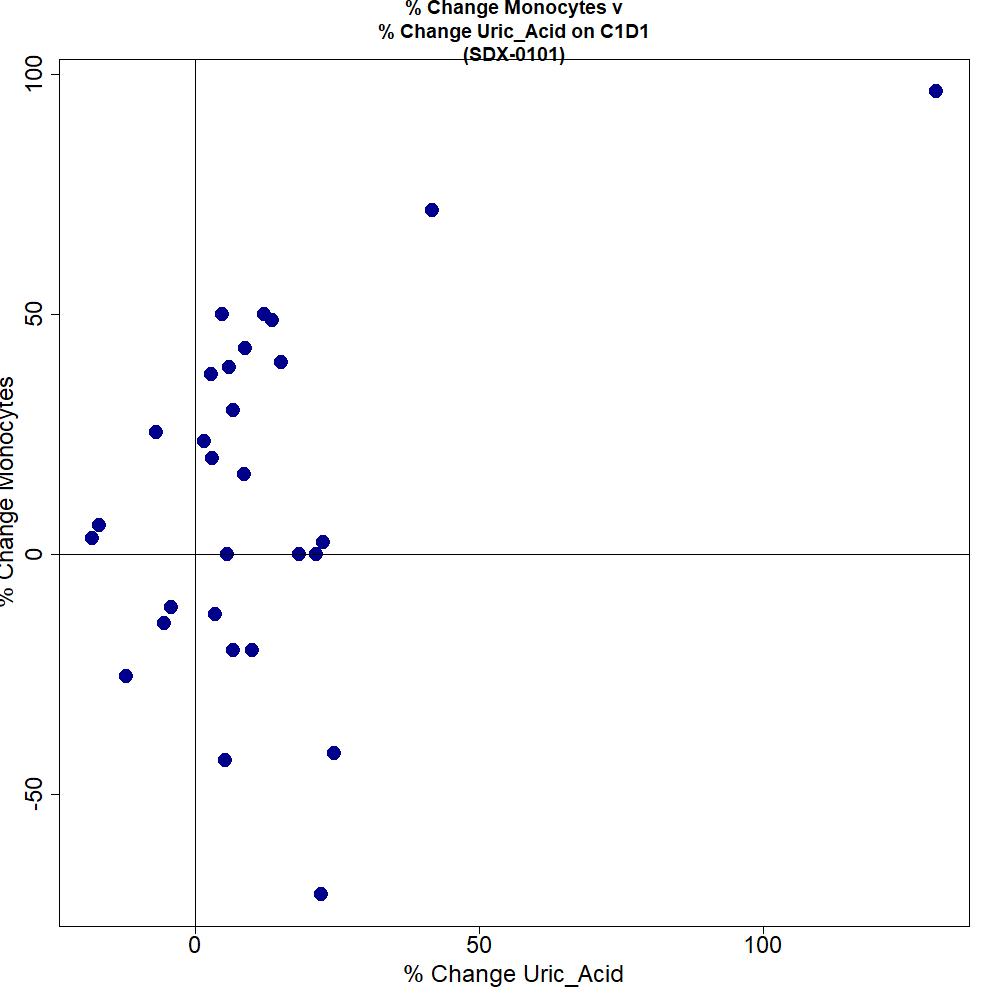 % Change Monocytes v
% Change Uric_Acid on C1D1
(SDX-0101)
% Change Monocytes
100
50
0
-50
0
50
100
% Change Uric_Acid